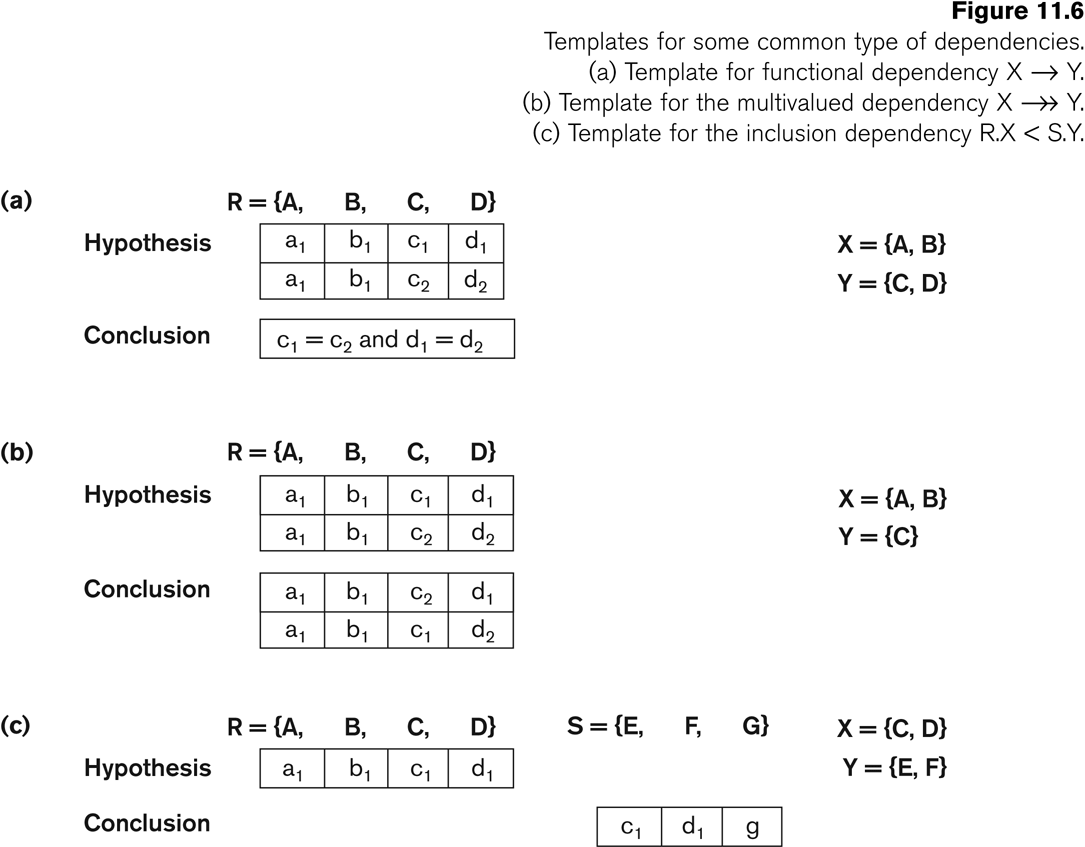 Figure 11.6
Templates for some common type of dependencies.
(a) Template for functional dependency X → Y.
(b) Template for the multivalued dependency X →→ Y.
(c) Template for the inclusion dependency R.X < S.Y.
(a) R = {A, B, C, D}
Hypothesis a₁ b₁ c₁ d₁ X = {A, B}
a₁ b₁ c₂ d₂ Y = {C, D}
Conclusion c₁ = c₂ and d₁ = d₂
(b) R = {A, B, C, D}
Hypothesis a₁ b₁ c₁ d₁ X = {A, B}
a₁ b₁ c₂ d₂ Y = {C}
Conclusion a₁ b₁ c₂ d₁
a₁ b₁ c₁ d₂
(c) R = {A, B, C, D} S = {E, F, G} X = {C, D}
Hypothesis a₁ b₁ c₁ d₁ Y = {E, F}
Conclusion c₁ d₁ g